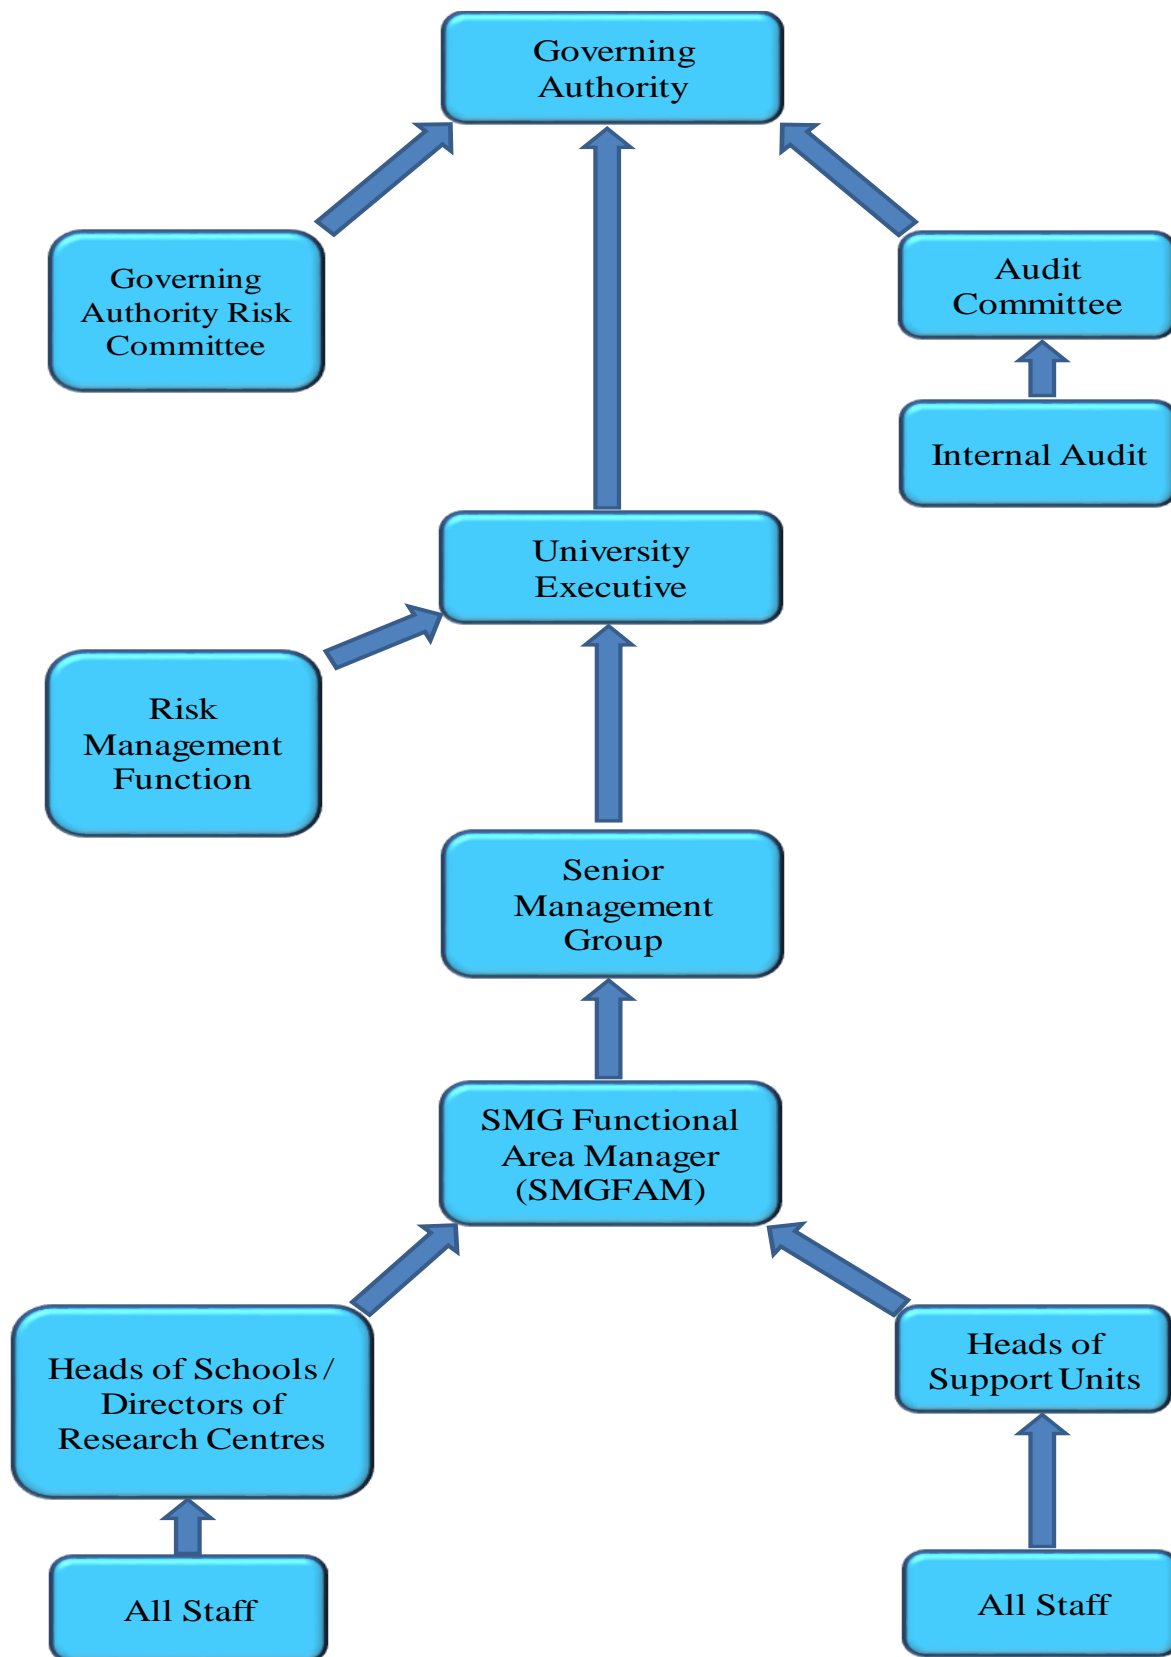 Governing
Authority
Governing
Authority Risk
Committee
Audit
Committee
Internal Audit
University
Executive
Risk
Management
Function
Senior
Management
Group
SMG Functional
Area Manager
(SMGFAM)
Heads of Schools /
Directors of
Research Centres
Heads of
Support Units
All Staff
All Staff